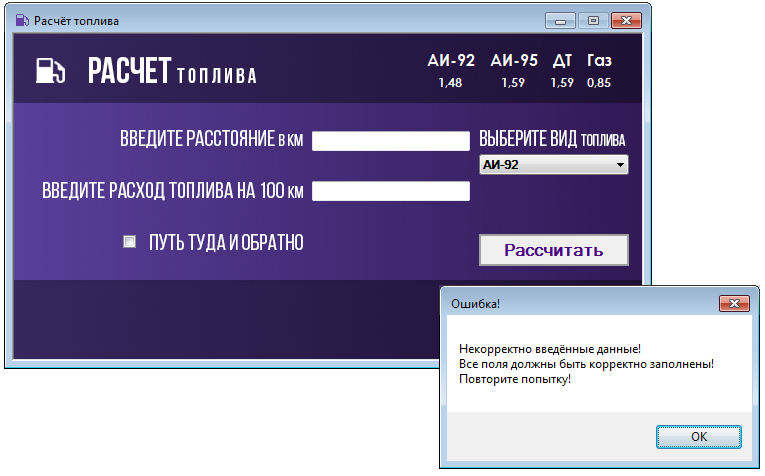 Расчёт топлива
РАСЧЕТ ТОПЛИВА
АИ-92 АИ-95 ДТ Газ
1,48 1,59 1,59 0,85
ВВЕДИТЕ РАССТОЯНИЕ В КМ
ВЫБЕРИТЕ ВИД ТОПЛИВА
АИ-92
ВВЕДИТЕ РАСХОД ТОПЛИВА НА 100 КМ
ПУТЬ ТУДА И ОБРАТНО
Рассчитать
Ошибка!
Некорректно введённые данные!
Все поля должны быть корректно заполнены!
Повторите попытку!
OK